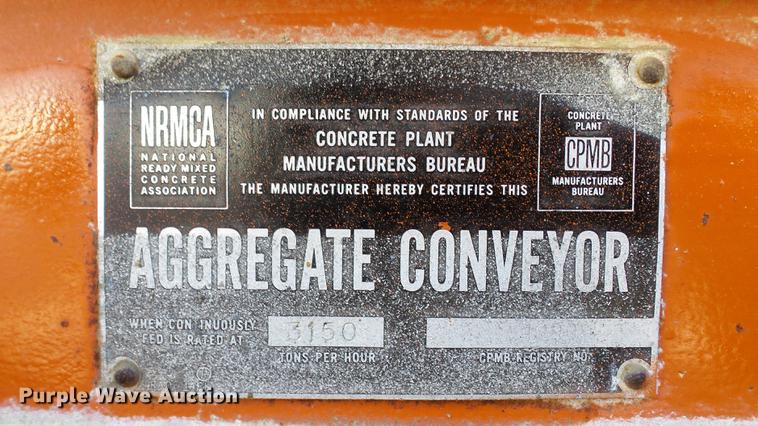 NRMCA
NATIONAL
READY MIXED
CONCRETE
ASSOCIATION
IN COMPLIANCE WITH STANDARDS OF THE
CONCRETE PLANT
MANUFACTURERS BUREAU
THE MANUFACTURER HEREBY CERTIFIES THIS
CONCRETE
PLANT
CPMB
MANUFACTURERS
BUREAU
AGGREGATE CONVEYOR
WHEN CON INUOUSLY
FED IS RATED AT
3150
TONS PER HOUR
CPMB REGISTRY NO.
Purple Wave Auction